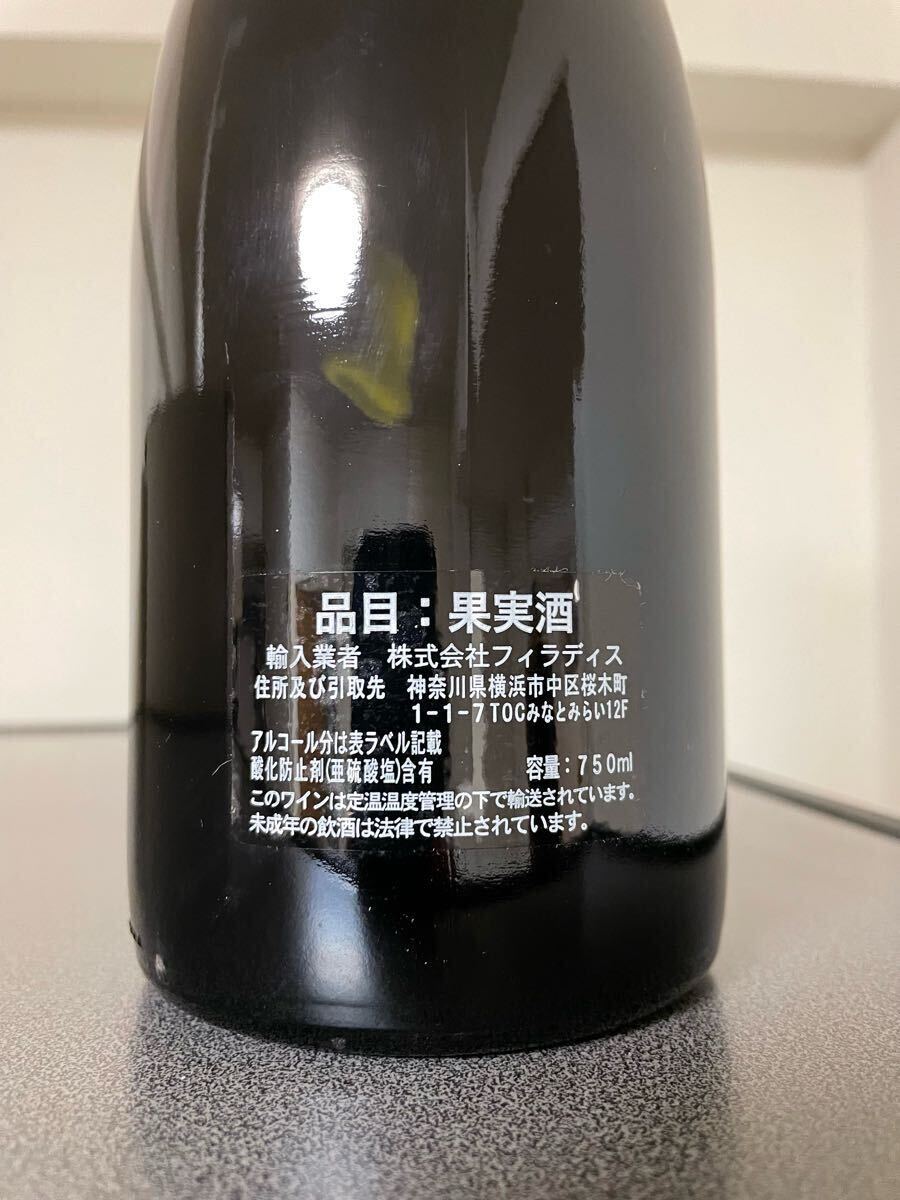 品目：果実酒
輸入業者　株式会社フィラディス
住所及び引取先　神奈川県横浜市中区桜木町
1-1-7TOCみなとみらい12F
アルコール分は表ラベル記載
酸化防止剤(亜硫酸塩)含有　容量：750ml
このワインは定温温度管理の下で輸送されています。
未成年の飲酒は法律で禁止されています。